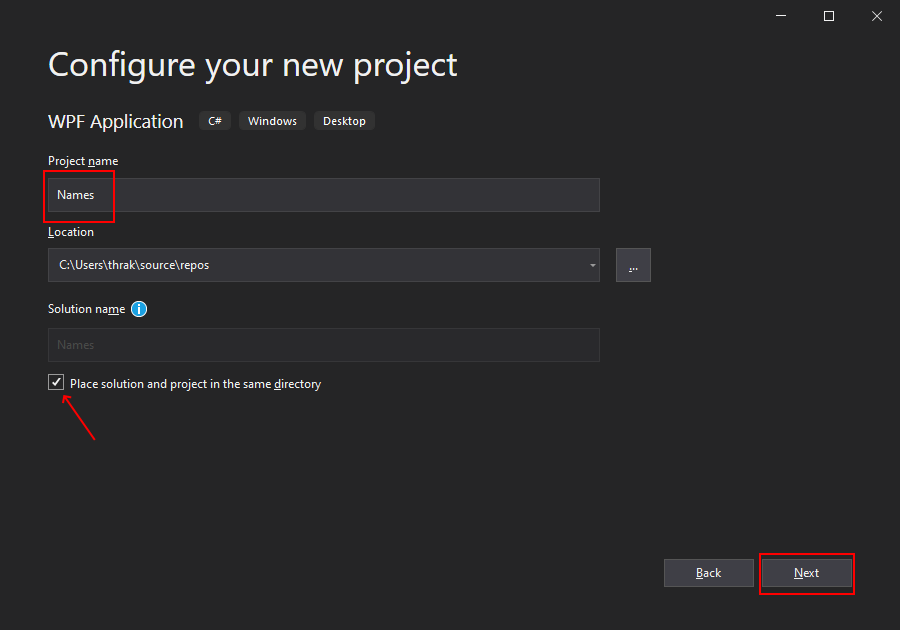 Configure your new project
WPF Application C# Windows Desktop
Project name
Names
Location
C:\Users\thrak\source\repos
...
Solution name
Names
Place solution and project in the same directory
Back Next